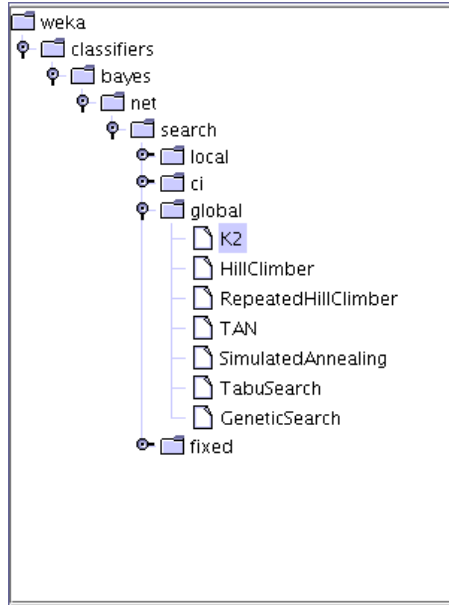 weka
classifiers
bayes
net
search
local
ci
global
K2
HillClimber
RepeatedHillClimber
TAN
SimulatedAnnealing
TabuSearch
GeneticSearch
fixed